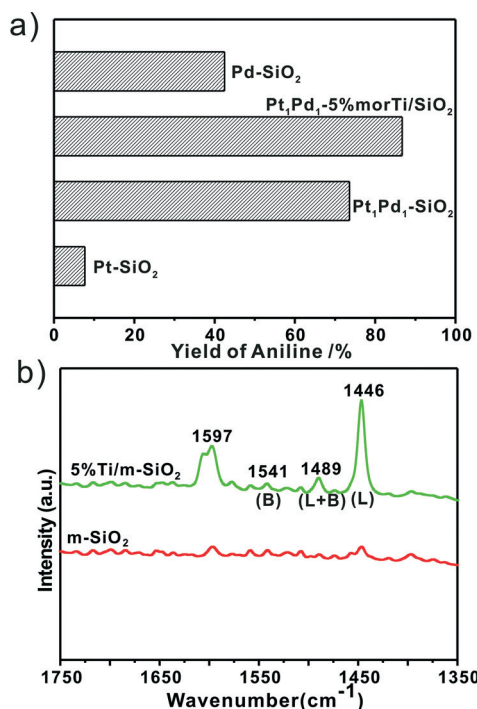 a)
Pd-SiO₂
Pt₁Pd₁-5%morTi/SiO₂
Pt₁Pd₁-SiO₂
Pt-SiO₂
0 20 40 60 80 100
Yield of Aniline /%
b)
1446
1597
1541
1489
5%Ti/m-SiO₂
(B)
(L+B)
(L)
m-SiO₂
Intensity (a.u.)
1750 1650 1550 1450 1350
Wavenumber(cm⁻¹)